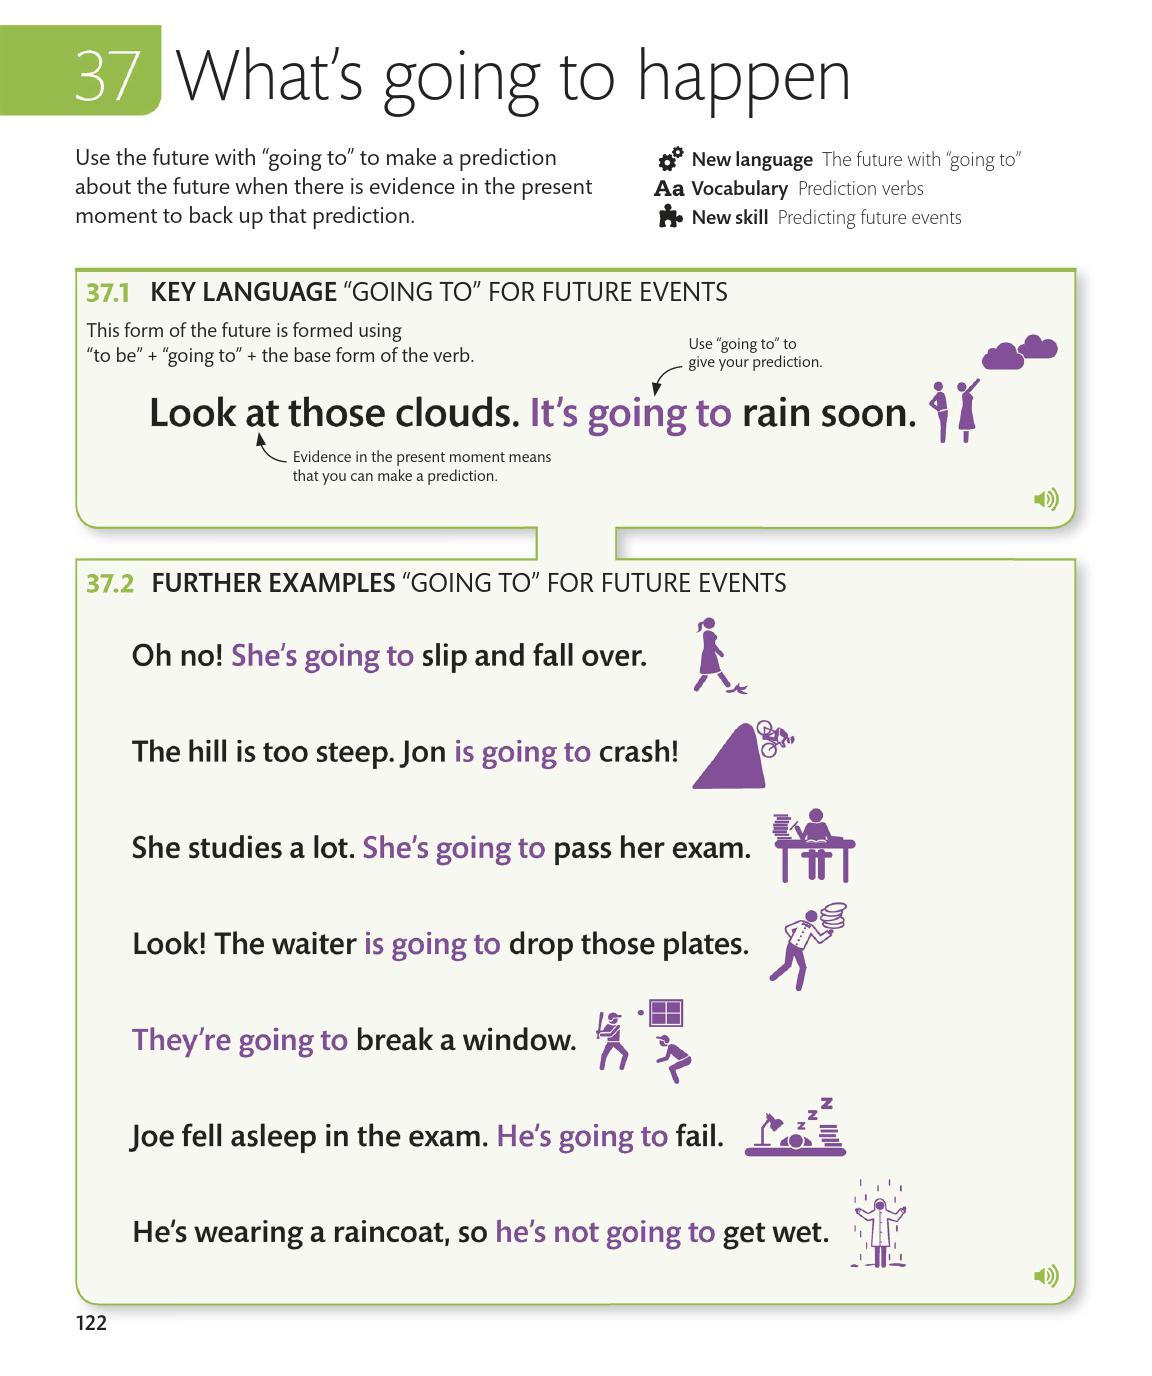 37 What’s going to happen
Use the future with “going to” to make a prediction
about the future when there is evidence in the present
moment to back up that prediction.
New language The future with “going to”
Aa Vocabulary Prediction verbs
New skill Predicting future events
37.1 KEY LANGUAGE “GOING TO” FOR FUTURE EVENTS
This form of the future is formed using
“to be” + “going to” + the base form of the verb.
Use “going to” to
give your prediction.
Look at those clouds. It’s going to rain soon.
Evidence in the present moment means
that you can make a prediction.
37.2 FURTHER EXAMPLES “GOING TO” FOR FUTURE EVENTS
Oh no! She’s going to slip and fall over.
The hill is too steep. Jon is going to crash!
She studies a lot. She’s going to pass her exam.
Look! The waiter is going to drop those plates.
They’re going to break a window.
Joe fell asleep in the exam. He’s going to fail.
z z z
He’s wearing a raincoat, so he’s not going to get wet.
122